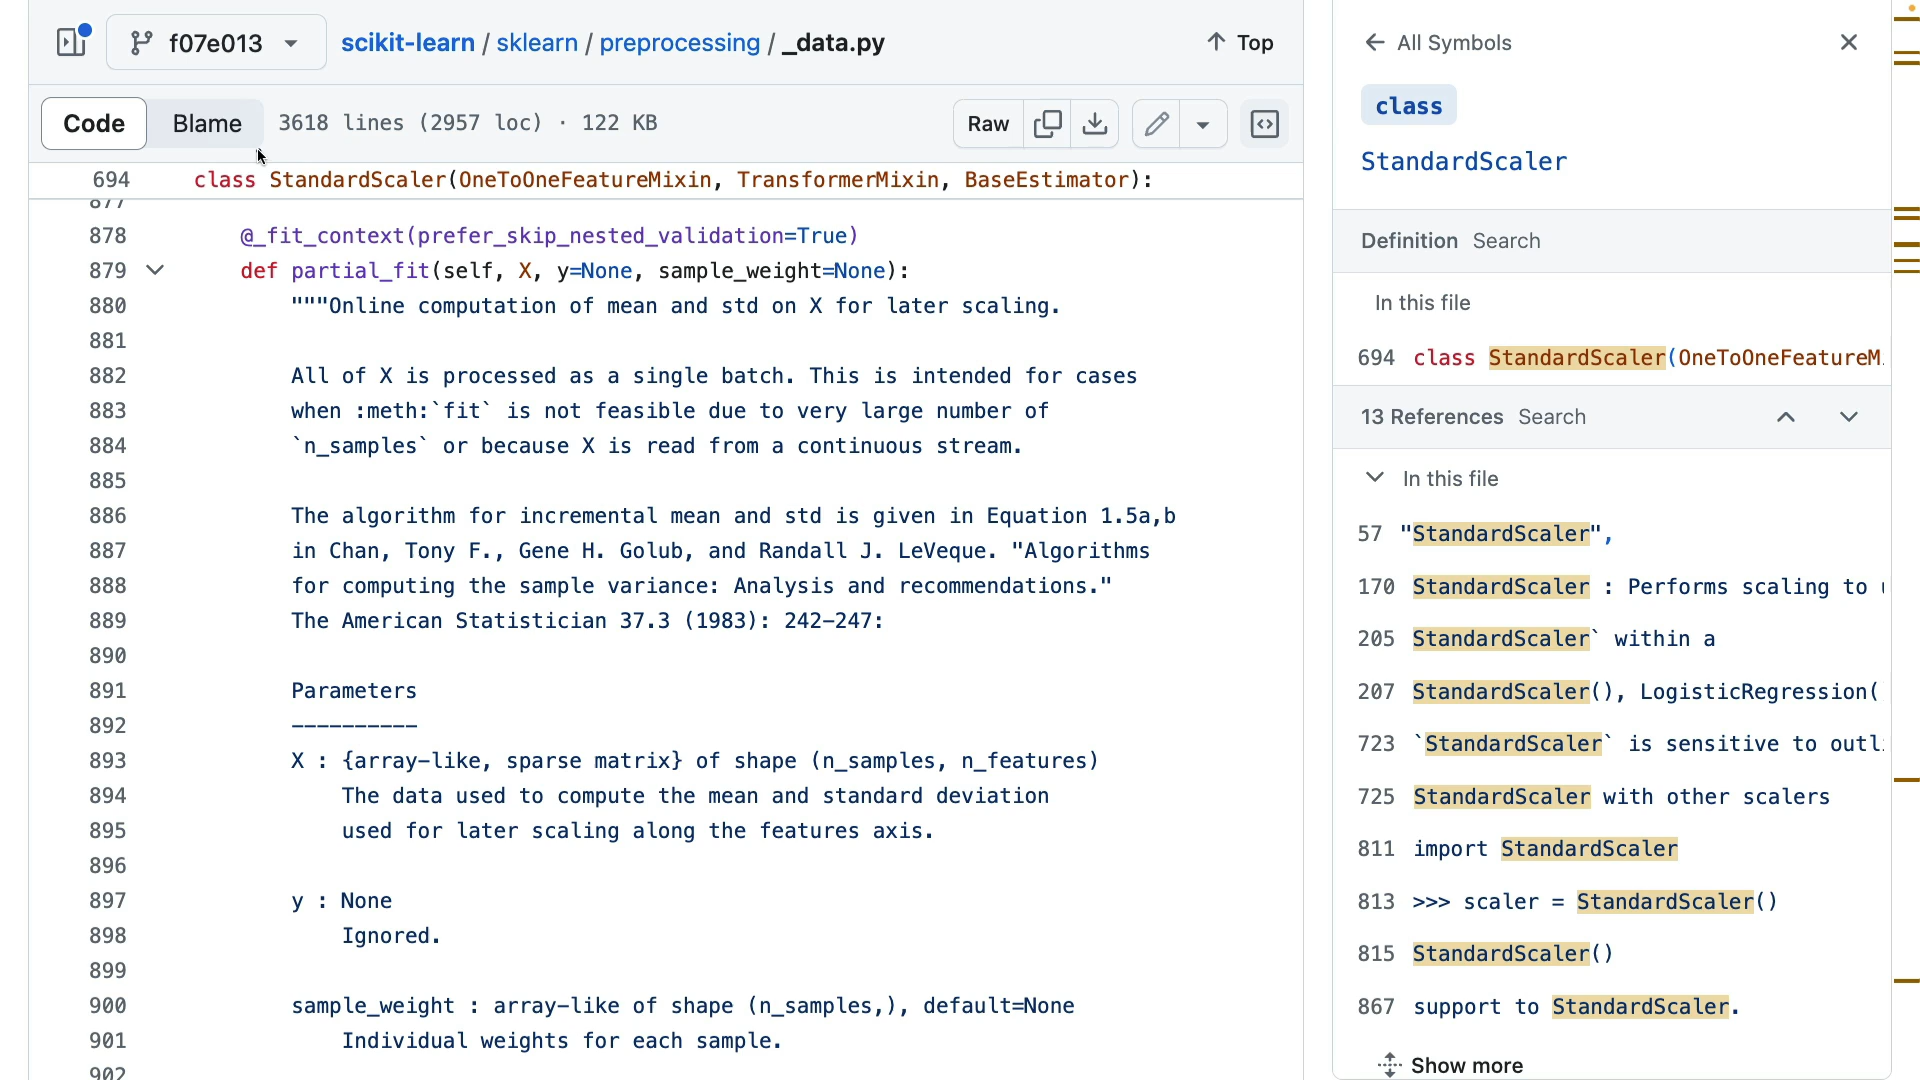 f07e013
scikit-learn / sklearn / preprocessing / _data.py
Top
Code
Blame
3618 lines (2957 loc) · 122 KB
Raw
694 class StandardScaler(OneToOneFeatureMixin, TransformerMixin, BaseEstimator):
877
878 @_fit_context(prefer_skip_nested_validation=True)
879 def partial_fit(self, X, y=None, sample_weight=None):
880 """Online computation of mean and std on X for later scaling.
881
882 All of X is processed as a single batch. This is intended for cases
883 when :meth:`fit` is not feasible due to very large number of
884 `n_samples` or because X is read from a continuous stream.
885
886 The algorithm for incremental mean and std is given in Equation 1.5a,b
887 in Chan, Tony F., Gene H. Golub, and Randall J. LeVeque. "Algorithms
888 for computing the sample variance: Analysis and recommendations."
889 The American Statistician 37.3 (1983): 242-247:
890
891 Parameters
892 ----------
893 X : {array-like, sparse matrix} of shape (n_samples, n_features)
894 The data used to compute the mean and standard deviation
895 used for later scaling along the features axis.
896
897 y : None
898 Ignored.
899
900 sample_weight : array-like of shape (n_samples,), default=None
901 Individual weights for each sample.
902
All Symbols
class
StandardScaler
Definition Search
In this file
694 class StandardScaler(OneToOneFeatureM
13 References Search
In this file
57 "StandardScaler",
170 StandardScaler : Performs scaling to
205 StandardScaler` within a
207 StandardScaler(), LogisticRegression(
723 `StandardScaler` is sensitive to outl
725 StandardScaler with other scalers
811 import StandardScaler
813 >>> scaler = StandardScaler()
815 StandardScaler()
867 support to StandardScaler.
Show more